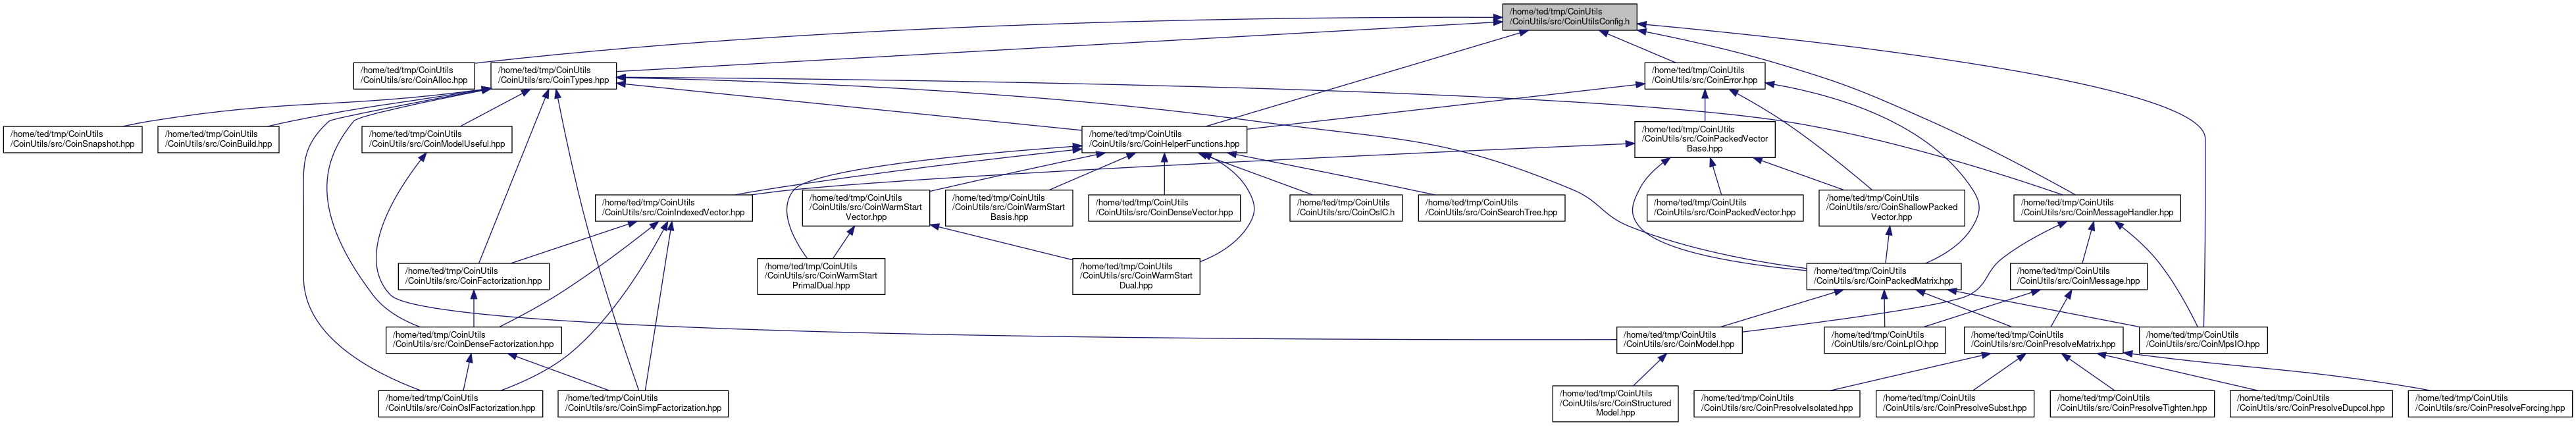 /home/ted/tmp/CoinUtils
/CoinUtils/src/CoinUtilsConfig.h
/home/ted/tmp/CoinUtils
/CoinUtils/src/CoinAlloc.hpp
/home/ted/tmp/CoinUtils
/CoinUtils/src/CoinTypes.hpp
/home/ted/tmp/CoinUtils
/CoinUtils/src/CoinError.hpp
/home/ted/tmp/CoinUtils
/CoinUtils/src/CoinSnapshot.hpp
/home/ted/tmp/CoinUtils
/CoinUtils/src/CoinBuild.hpp
/home/ted/tmp/CoinUtils
/CoinUtils/src/CoinModelUseful.hpp
/home/ted/tmp/CoinUtils
/CoinUtils/src/CoinHelperFunctions.hpp
/home/ted/tmp/CoinUtils
/CoinUtils/src/CoinPackedVector
Base.hpp
/home/ted/tmp/CoinUtils
/CoinUtils/src/CoinIndexedVector.hpp
/home/ted/tmp/CoinUtils
/CoinUtils/src/CoinWarmStart
Vector.hpp
/home/ted/tmp/CoinUtils
/CoinUtils/src/CoinWarmStart
Basis.hpp
/home/ted/tmp/CoinUtils
/CoinUtils/src/CoinDenseVector.hpp
/home/ted/tmp/CoinUtils
/CoinUtils/src/CoinOslC.h
/home/ted/tmp/CoinUtils
/CoinUtils/src/CoinSearchTree.hpp
/home/ted/tmp/CoinUtils
/CoinUtils/src/CoinPackedVector.hpp
/home/ted/tmp/CoinUtils
/CoinUtils/src/CoinShallowPacked
Vector.hpp
/home/ted/tmp/CoinUtils
/CoinUtils/src/CoinMessageHandler.hpp
/home/ted/tmp/CoinUtils
/CoinUtils/src/CoinFactorization.hpp
/home/ted/tmp/CoinUtils
/CoinUtils/src/CoinWarmStart
PrimalDual.hpp
/home/ted/tmp/CoinUtils
/CoinUtils/src/CoinWarmStart
Dual.hpp
/home/ted/tmp/CoinUtils
/CoinUtils/src/CoinPackedMatrix.hpp
/home/ted/tmp/CoinUtils
/CoinUtils/src/CoinMessage.hpp
/home/ted/tmp/CoinUtils
/CoinUtils/src/CoinDenseFactorization.hpp
/home/ted/tmp/CoinUtils
/CoinUtils/src/CoinModel.hpp
/home/ted/tmp/CoinUtils
/CoinUtils/src/CoinLpIO.hpp
/home/ted/tmp/CoinUtils
/CoinUtils/src/CoinPresolveMatrix.hpp
/home/ted/tmp/CoinUtils
/CoinUtils/src/CoinMpsIO.hpp
/home/ted/tmp/CoinUtils
/CoinUtils/src/CoinOslFactorization.hpp
/home/ted/tmp/CoinUtils
/CoinUtils/src/CoinSimpFactorization.hpp
/home/ted/tmp/CoinUtils
/CoinUtils/src/CoinStructured
Model.hpp
/home/ted/tmp/CoinUtils
/CoinUtils/src/CoinPresolveIsolated.hpp
/home/ted/tmp/CoinUtils
/CoinUtils/src/CoinPresolveSubst.hpp
/home/ted/tmp/CoinUtils
/CoinUtils/src/CoinPresolveTighten.hpp
/home/ted/tmp/CoinUtils
/CoinUtils/src/CoinPresolveDupcol.hpp
/home/ted/tmp/CoinUtils
/CoinUtils/src/CoinPresolveForcing.hpp